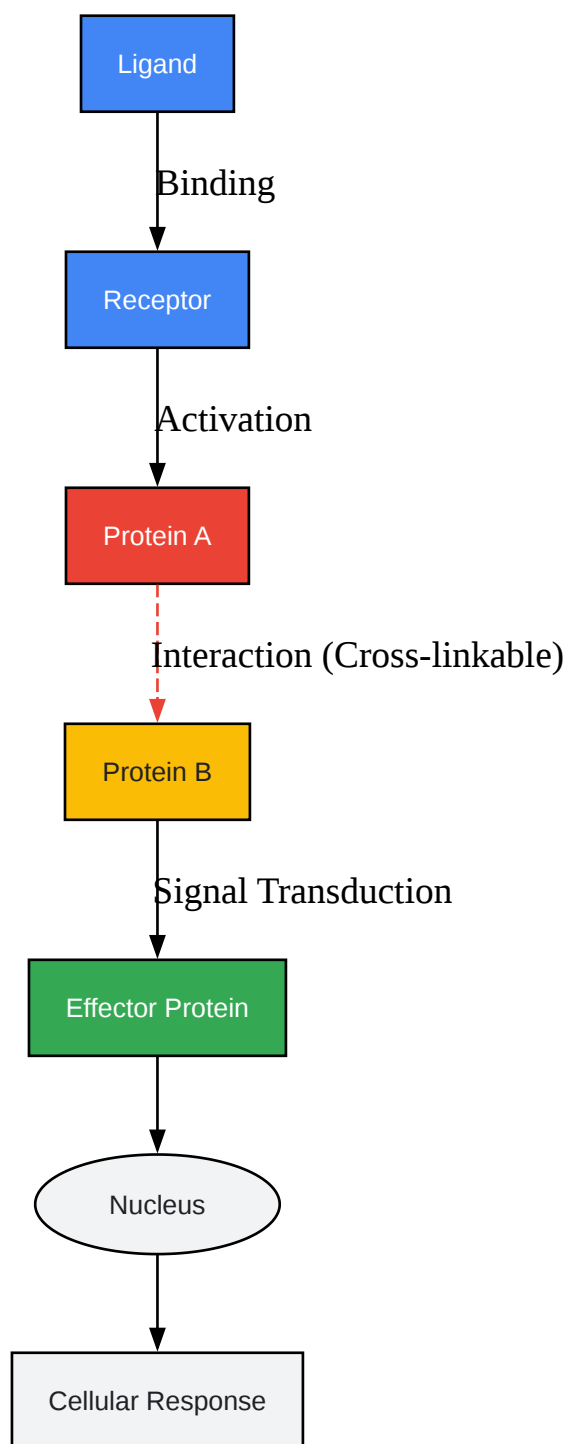 Ligand
Binding
Receptor
Activation
Protein A
Interaction (Cross-linkable)
Protein B
Signal Transduction
Effector Protein
Nucleus
Cellular Response